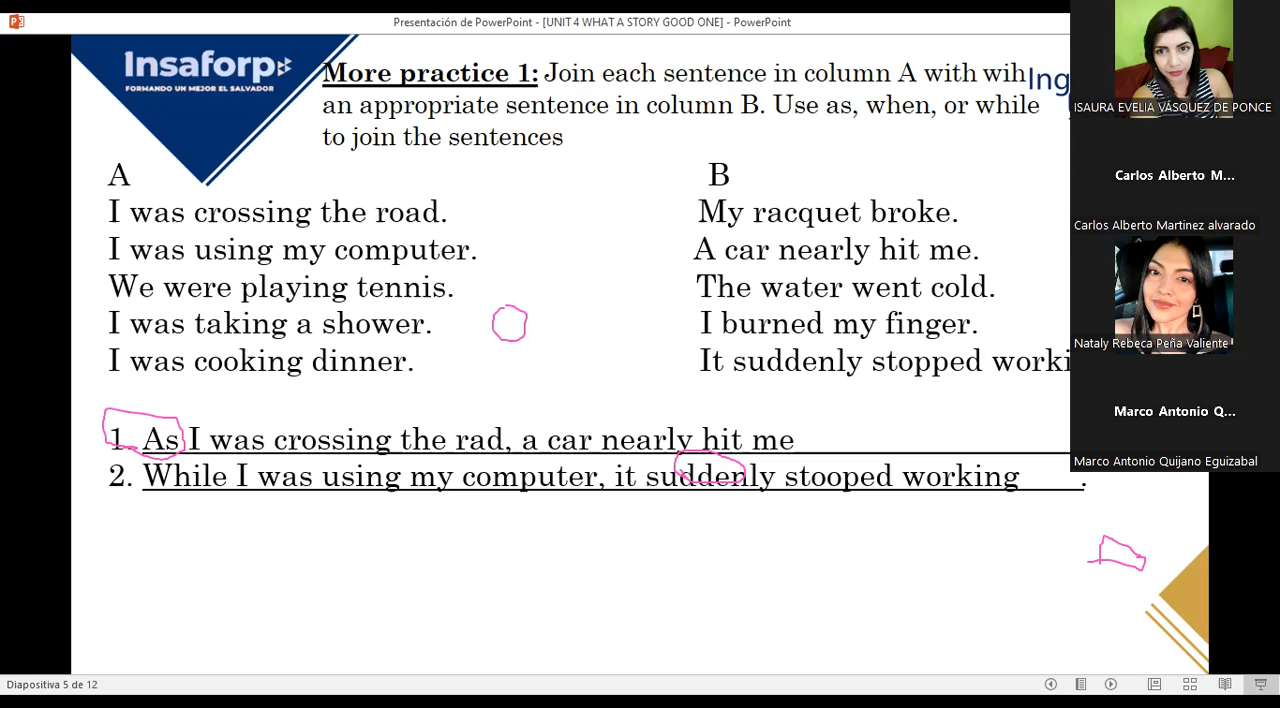 Presentación de PowerPoint - [UNIT 4 WHAT A STORY GOOD ONE] - PowerPoint
Insaforp
FORMANDO UN MEJOR EL SALVADOR
More practice 1: Join each sentence in column A with wih
Ing
an appropriate sentence in column B. Use as, when, or while
to join the sentences
A
B
I was crossing the road.
My racquet broke.
I was using my computer.
A car nearly hit me.
We were playing tennis.
The water went cold.
I was taking a shower.
I burned my finger.
I was cooking dinner.
It suddenly stopped worki
1. As I was crossing the rad, a car nearly hit me
2. While I was using my computer, it suddenly stooped working .
ISAURA EVELIA VÁSQUEZ DE PONCE
Carlos Alberto M...
Carlos Alberto Martinez alvarado
Nataly Rebeca Peña Valiente
Marco Antonio Q...
Marco Antonio Quijano Eguizabal
Diapositiva 5 de 12